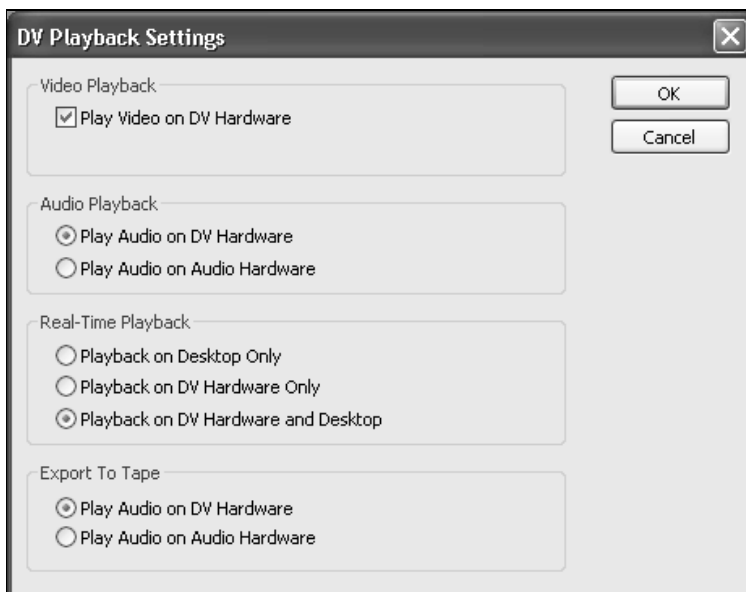 DV Playback Settings
Video Playback
Play Video on DV Hardware
OK
Cancel
Audio Playback
Play Audio on DV Hardware
Play Audio on Audio Hardware
Real-Time Playback
Playback on Desktop Only
Playback on DV Hardware Only
Playback on DV Hardware and Desktop
Export To Tape
Play Audio on DV Hardware
Play Audio on Audio Hardware